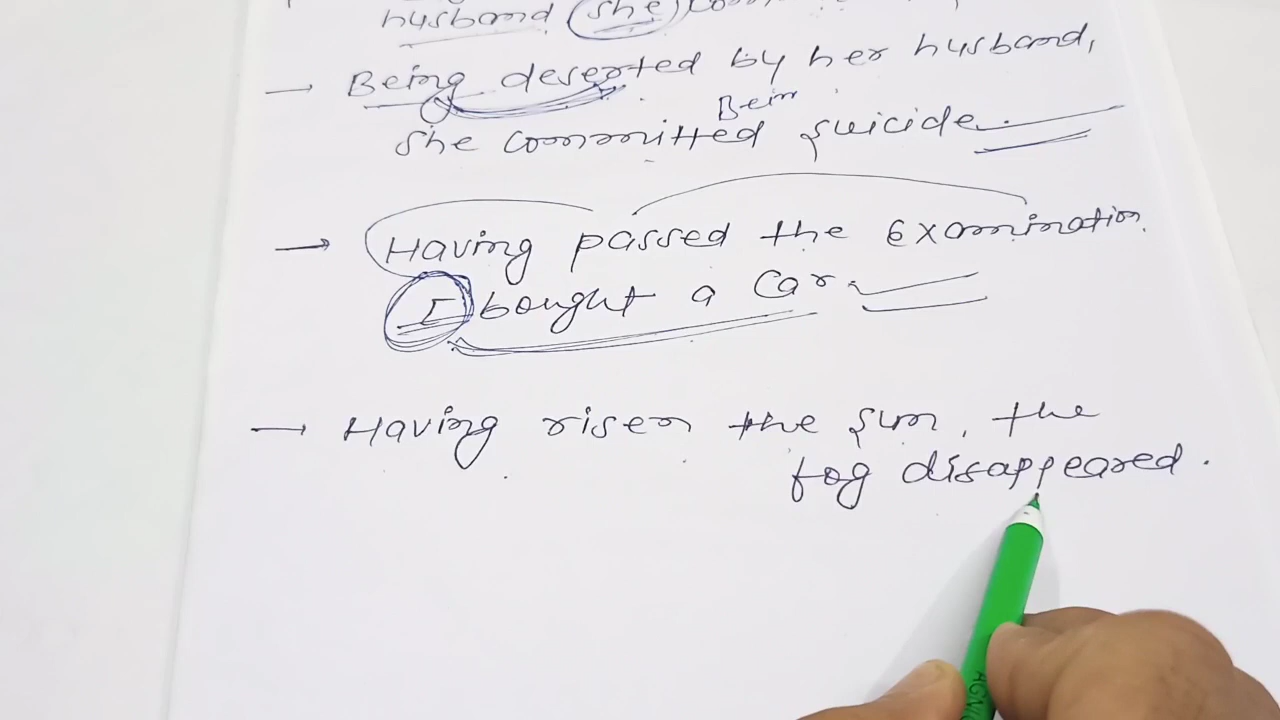 husband she
→ Being deserted by her husband,
Bein
she committed suicide.
→ Having passed the Examination
I bought a Car.
→ Having risen the sun, the
fog disappeared.